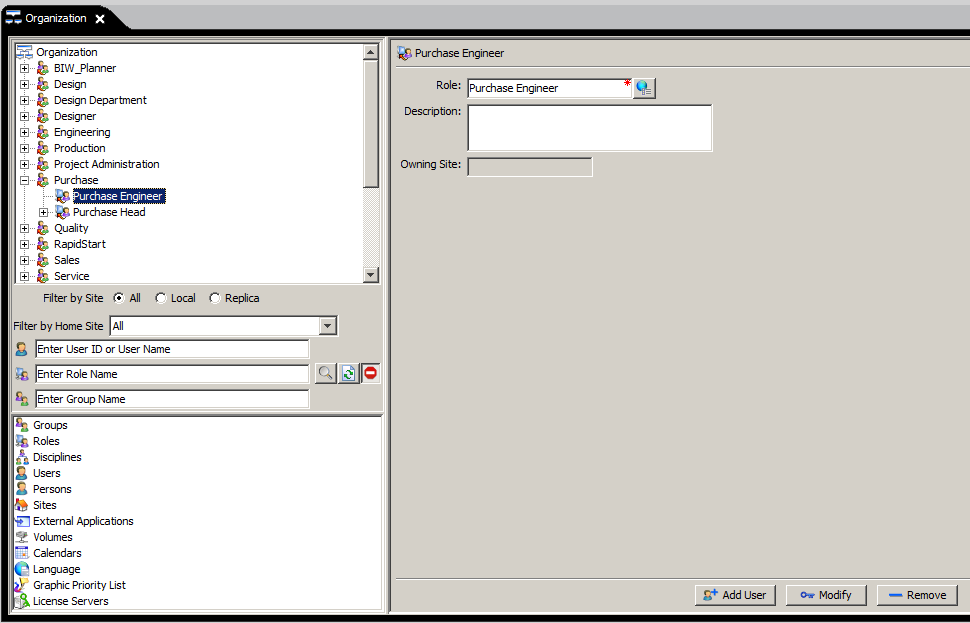 Organization
Organization
BIW_Planner
Design
Design Department
Designer
Engineering
Production
Project Administration
Purchase
Purchase Engineer
Purchase Head
Quality
RapidStart
Sales
Service
Filter by Site All Local Replica
Filter by Home Site All
Enter User ID or User Name
Enter Role Name
Enter Group Name
Groups
Roles
Disciplines
Users
Persons
Sites
External Applications
Volumes
Calendars
Language
Graphic Priority List
License Servers
Purchase Engineer
Role: Purchase Engineer *
Description:
Owning Site:
Add User Modify Remove